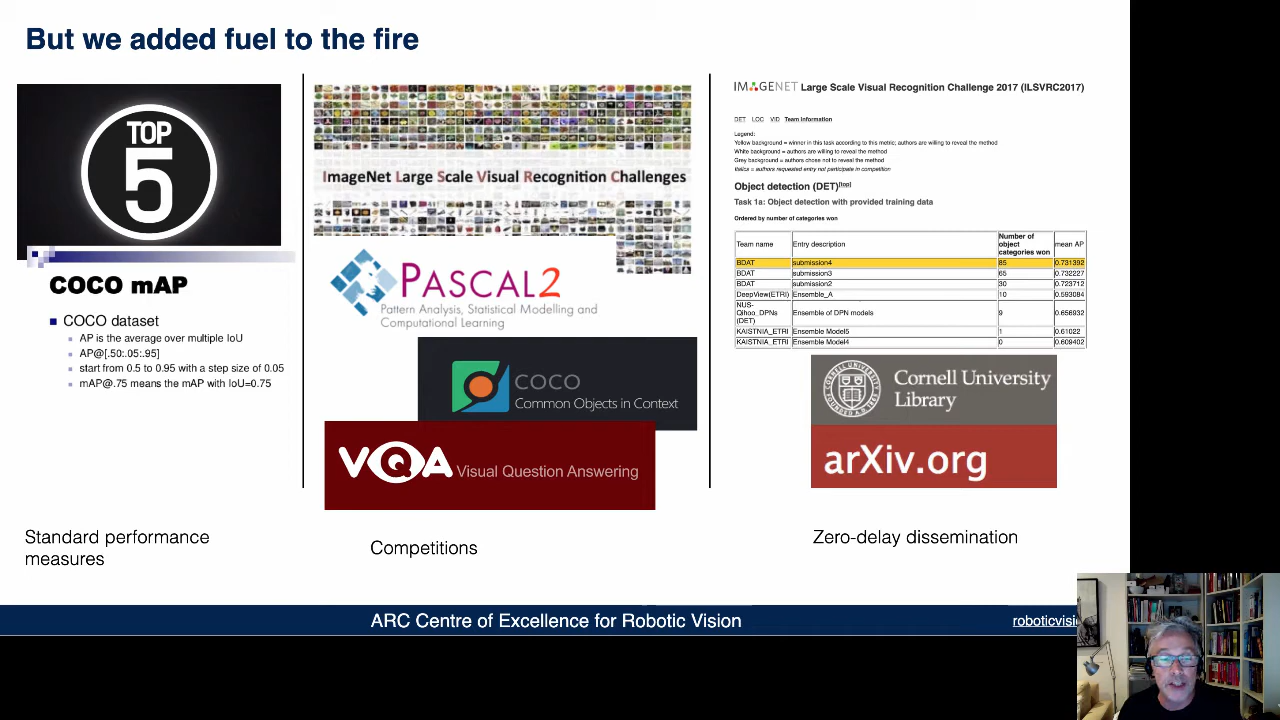 But we added fuel to the fire
TOP
5
COCO mAP
COCO dataset
AP is the average over multiple IoU
AP@[.50:.05:.95]
start from 0.5 to 0.95 with a step size of 0.05
mAP@.75 means the mAP with IoU=0.75
Standard performance
measures
ImageNet Large Scale Visual Recognition Challenges
PASCAL2
Pattern Analysis, Statistical Modelling and
Computational Learning
COCO
Common Objects in Context
VQA Visual Question Answering
Competitions
IMAGENET Large Scale Visual Recognition Challenge 2017 (ILSVRC2017)
DET LOC VID Team information
Legend:
Yellow background = winner in this task according to this metric; authors are willing to reveal the method
White background = authors are willing to reveal the method
Grey background = authors chose not to reveal the method
Italics = authors requested entry not participate in competition
Object detection (DET)[top]
Task 1a: Object detection with provided training data
Ordered by number of categories won
Team name Entry description Number of object categories won mean AP
BDAT submission4 85 0.731392
BDAT submission3 65 0.732227
BDAT submission2 30 0.723712
DeepView(ETRI) Ensemble_A 10 0.593084
NUS-Qihoo_DPNs (DET) Ensemble of DPN models 9 0.656932
KAISTNIA_ETRI Ensemble Model5 1 0.61022
KAISTNIA_ETRI Ensemble Model4 0 0.609402
Cornell University
Library
arXiv.org
Zero-delay dissemination
ARC Centre of Excellence for Robotic Vision
roboticvisi